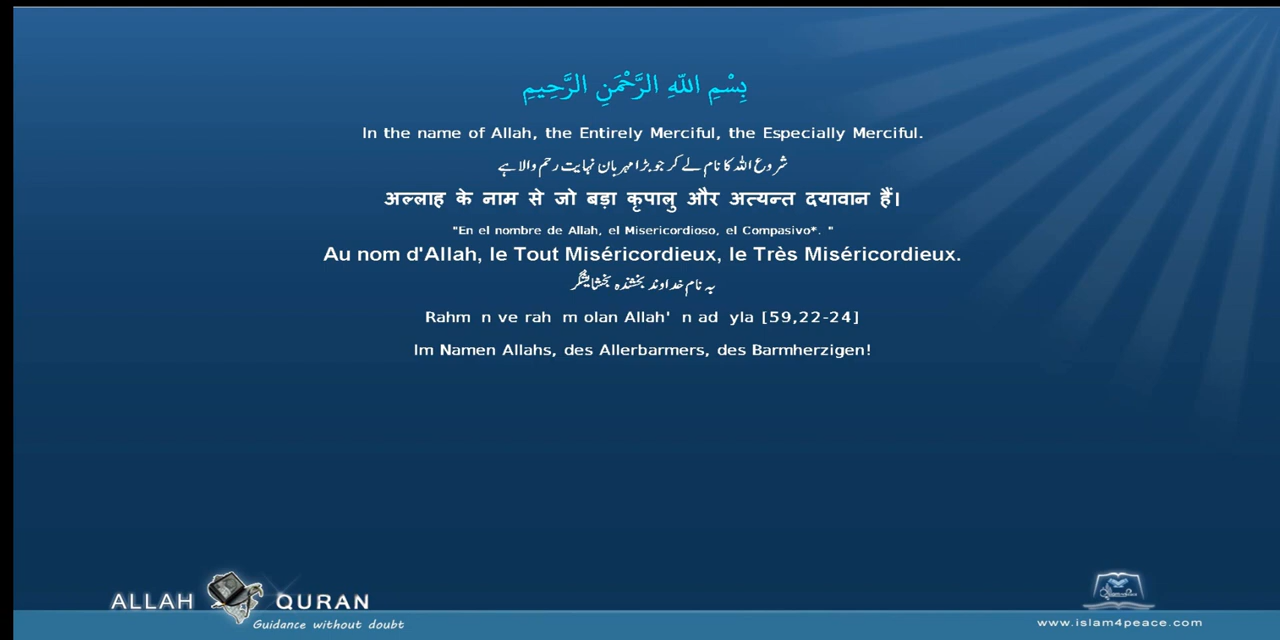 بِسْمِ اللَّهِ الرَّحْمَنِ الرَّحِيمِ
In the name of Allah, the Entirely Merciful, the Especially Merciful.
شروع الله کا نام لے کر جو بڑا مہربان نہایت رحم والا ہے
अल्लाह के नाम से जो बड़ा कृपालु और अत्यन्त दयावान हैं।
"En el nombre de Allah, el Misericordioso, el Compasivo*. "
Au nom d'Allah, le Tout Miséricordieux, le Très Miséricordieux.
به نام خداوند بخشنده بخشایشگر
Rahm n ve rah m olan Allah' n ad yla [59,22-24]
Im Namen Allahs, des Allerbarmers, des Barmherzigen!
ALLAH QURAN
Guidance without doubt
www.islam4peace.com